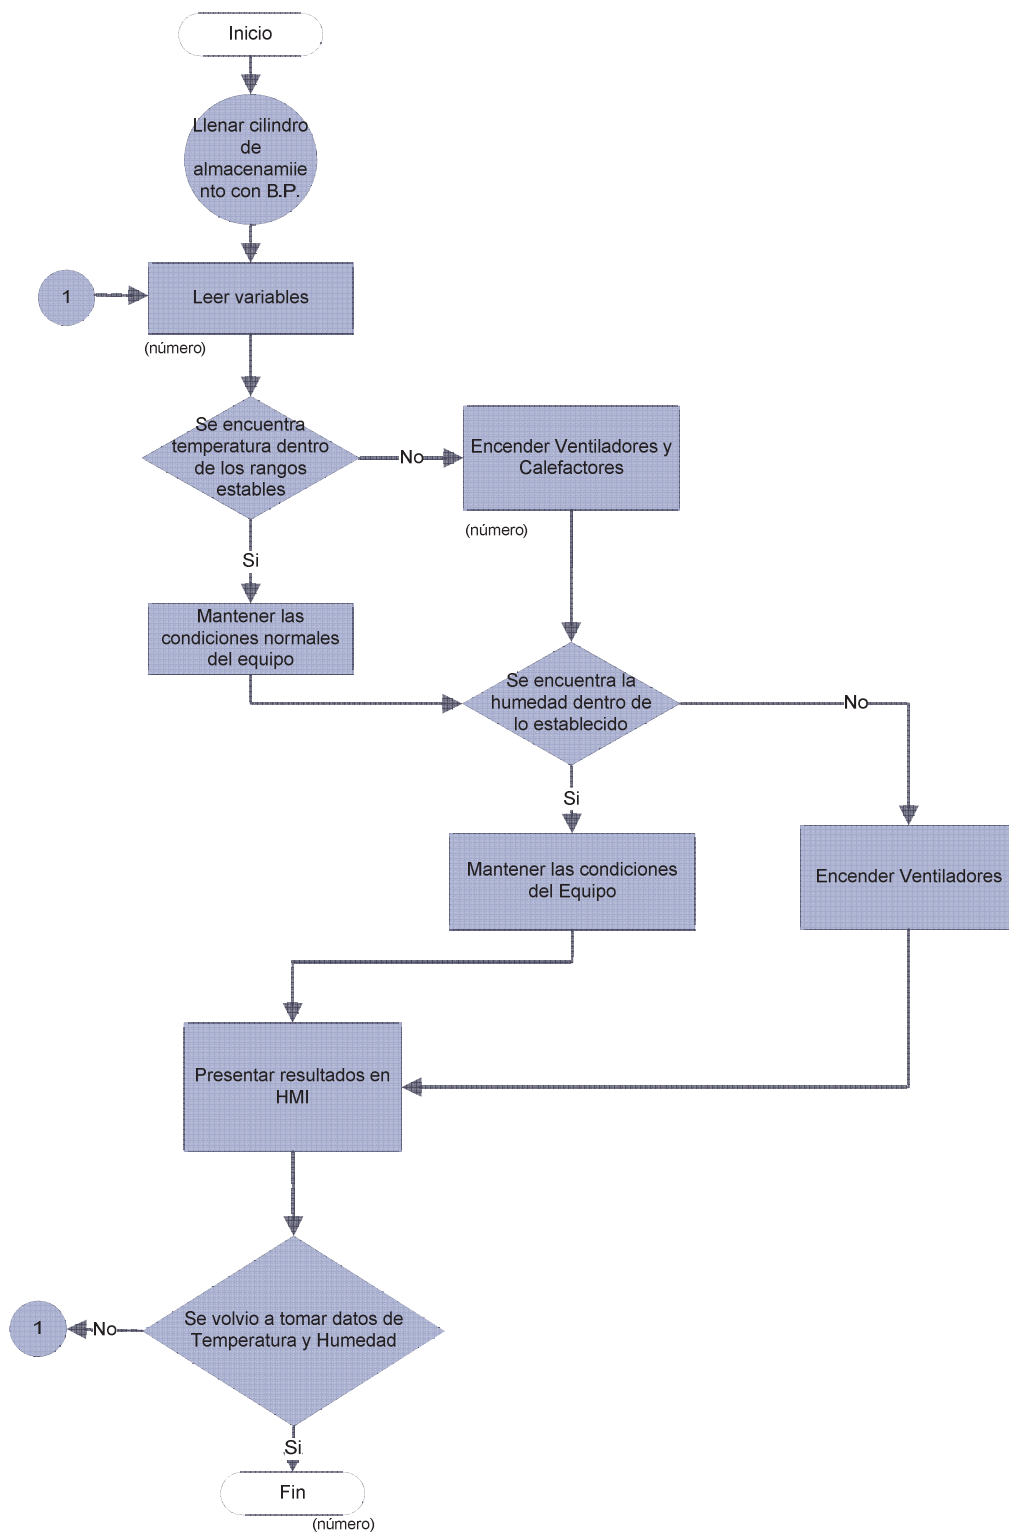 Inicio
Llenar cilindro
de
almacenamiie
nto con B.P.
1
Leer variables
(número)
Se encuentra
temperatura dentro
de los rangos
estables
No
Encender Ventiladores y
Calefactores
(número)
Si
Mantener las
condiciones normales
del equipo
Se encuentra la
humedad dentro de
lo establecido
No
Si
Mantener las condiciones
del Equipo
Encender Ventiladores
Presentar resultados en
HMI
Se volvio a tomar datos de
Temperatura y Humedad
No
1
Si
Fin
(número)